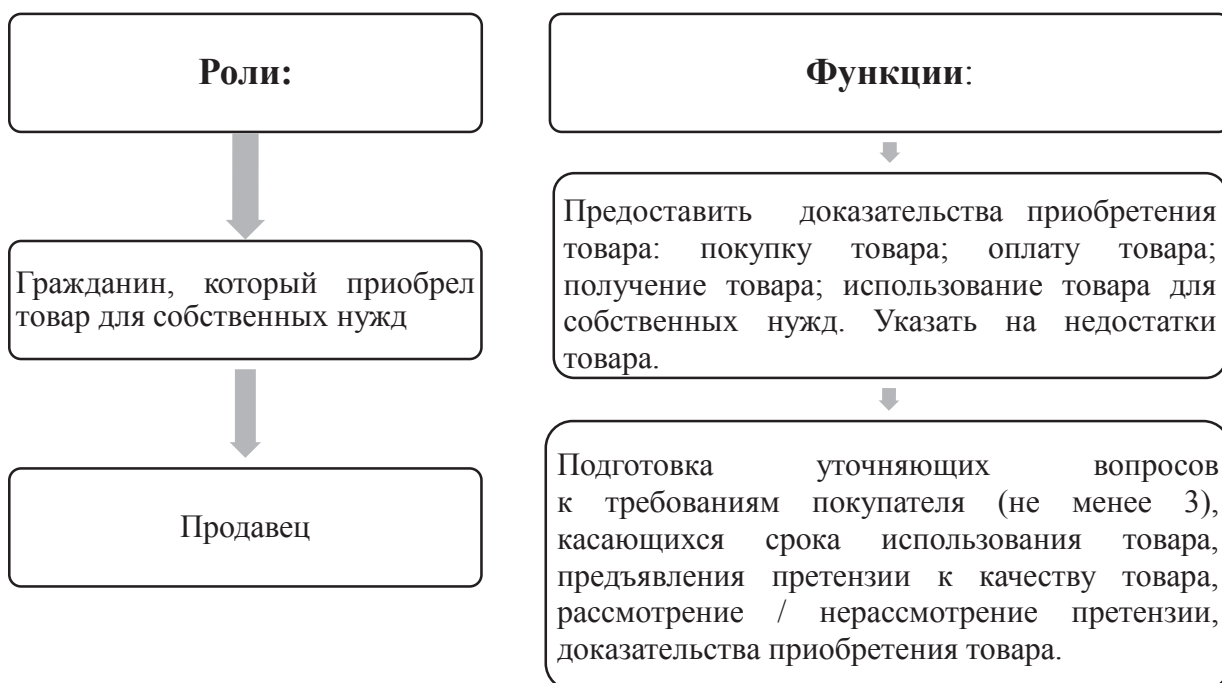 Роли:
Гражданин, который приобрел
товар для собственных нужд
Продавец
Функции:
Предоставить доказательства приобретения
товара: покупку товара; оплату товара;
получение товара; использование товара для
собственных нужд. Указать на недостатки
товара.
Подготовка уточняющих вопросов
к требованиям покупателя (не менее 3),
касающихся срока использования товара,
предъявления претензии к качеству товара,
рассмотрение / нерассмотрение претензии,
доказательства приобретения товара.